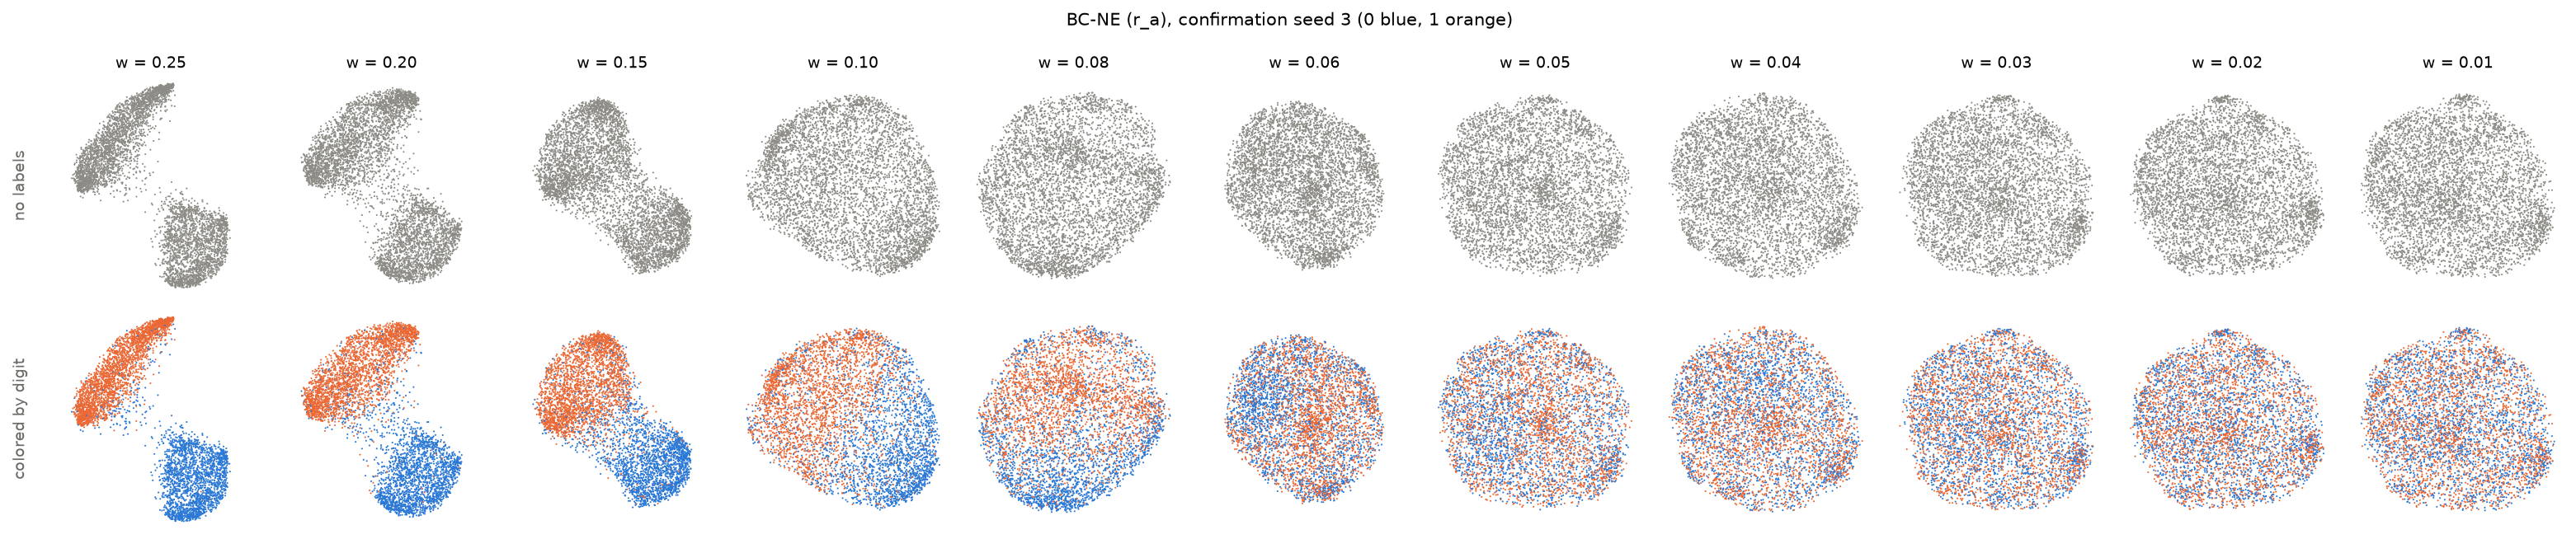 BC-NE (r_a), confirmation seed 3 (0 blue, 1 orange)
w = 0.25 w = 0.20 w = 0.15 w = 0.10 w = 0.08 w = 0.06 w = 0.05 w = 0.04 w = 0.03 w = 0.02 w = 0.01
no labels
colored by digit